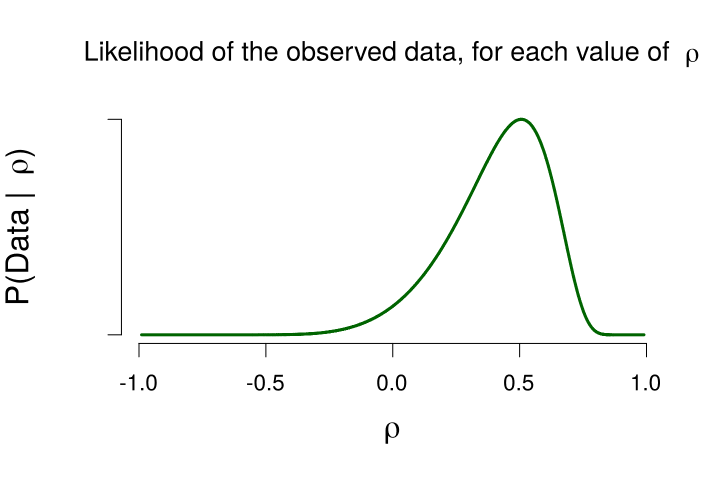 Likelihood of the observed data, for each value of ρ
P(Data | ρ)
-1.0 -0.5 0.0 0.5 1.0
ρ